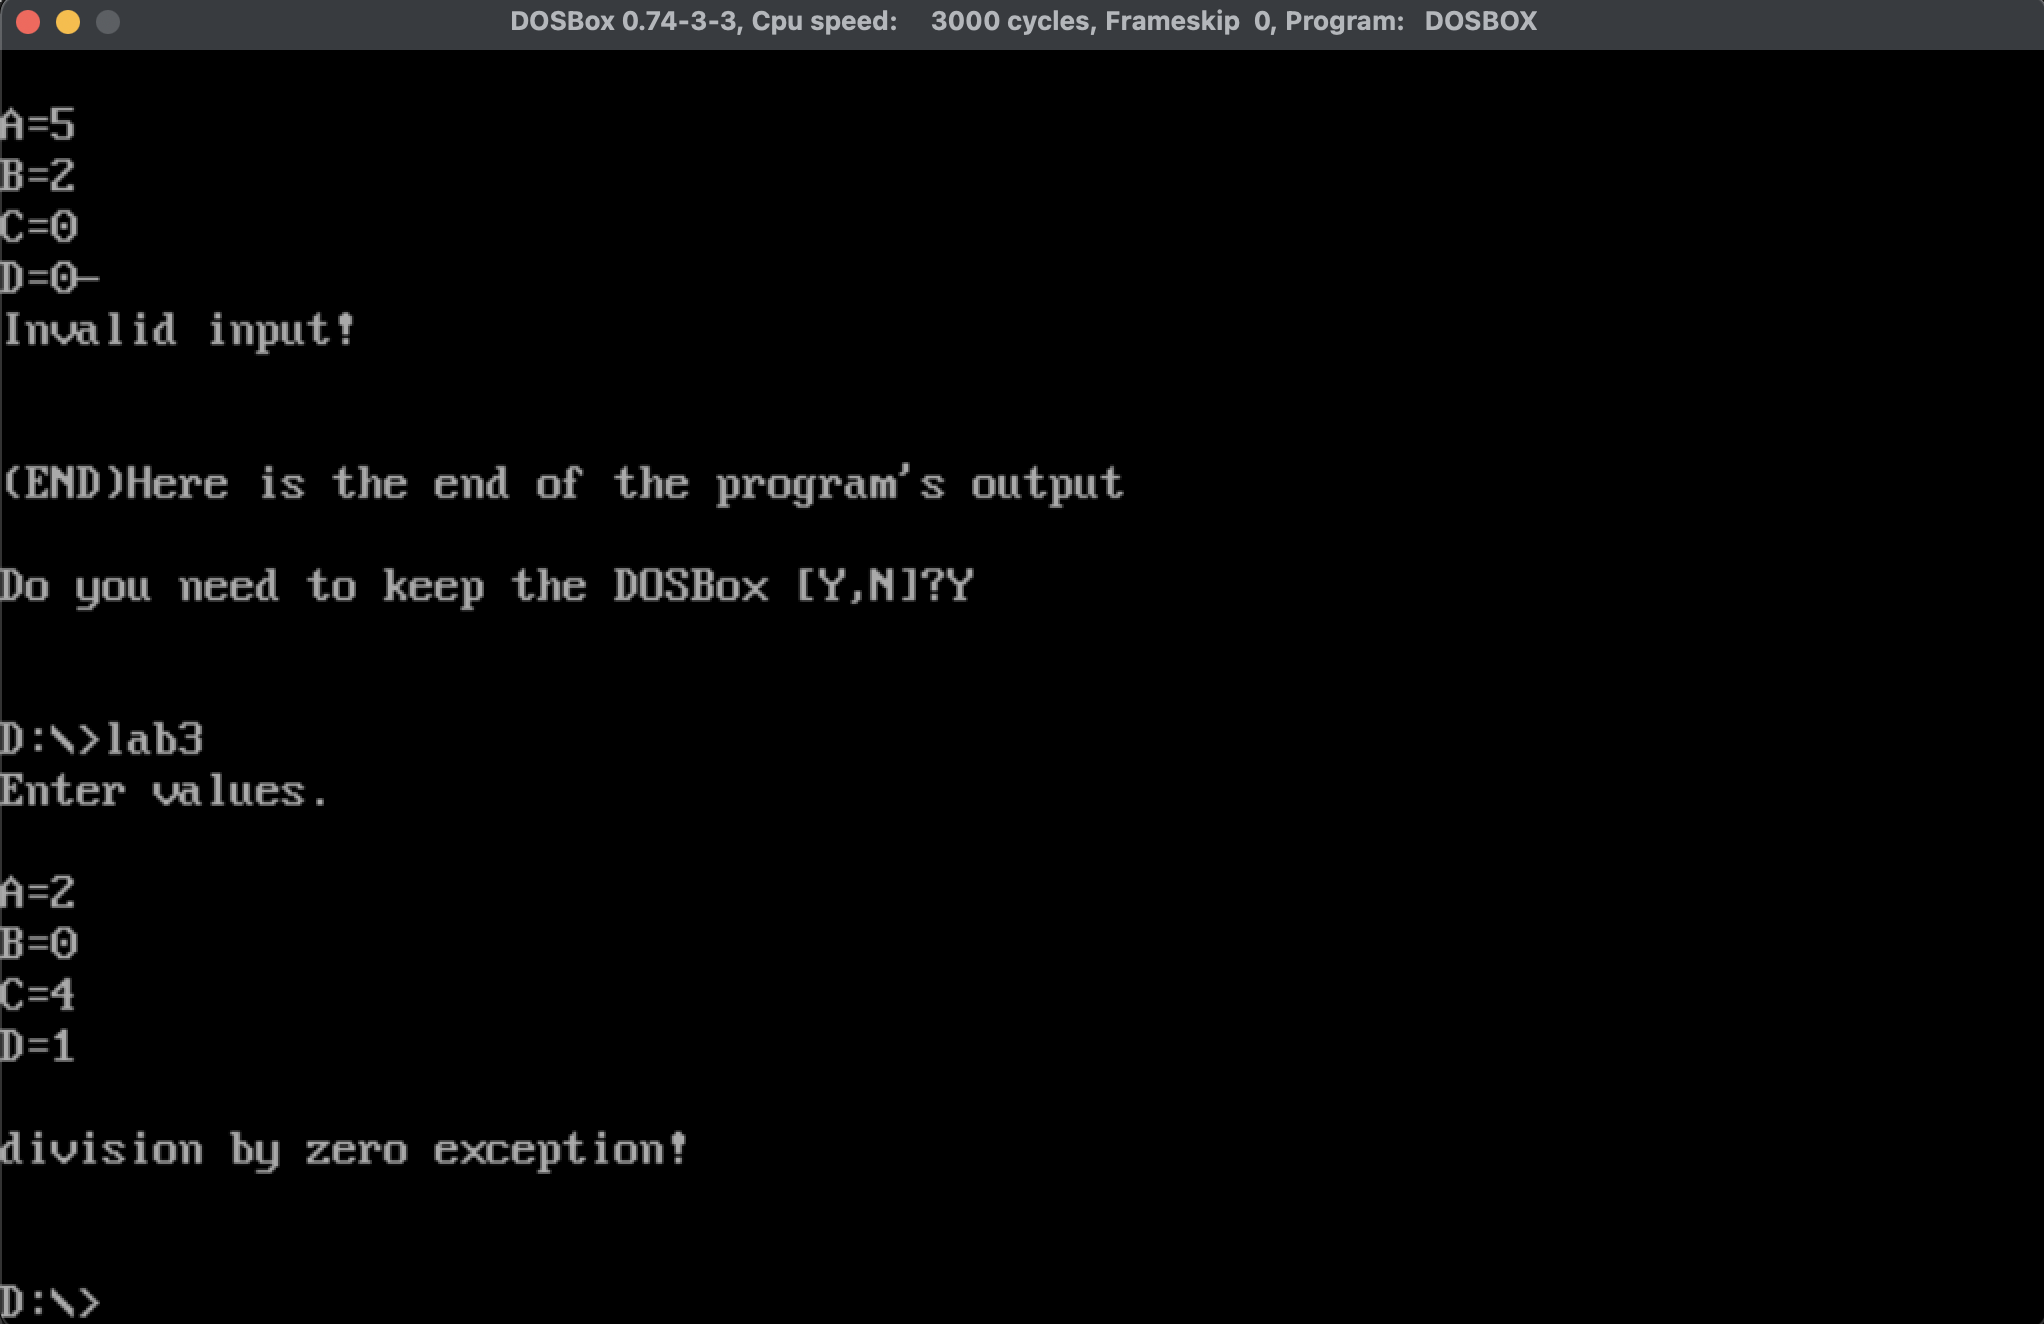 DOSBox 0.74-3-3, Cpu speed: 3000 cycles, Frameskip 0, Program: DOSBOX
A=5
B=2
C=0
D=0-
Invalid input!
(END)Here is the end of the program's output
Do you need to keep the DOSBox [Y,N]?Y
D:\>lab3
Enter values.
A=2
B=0
C=4
D=1
division by zero exception!
D:\>